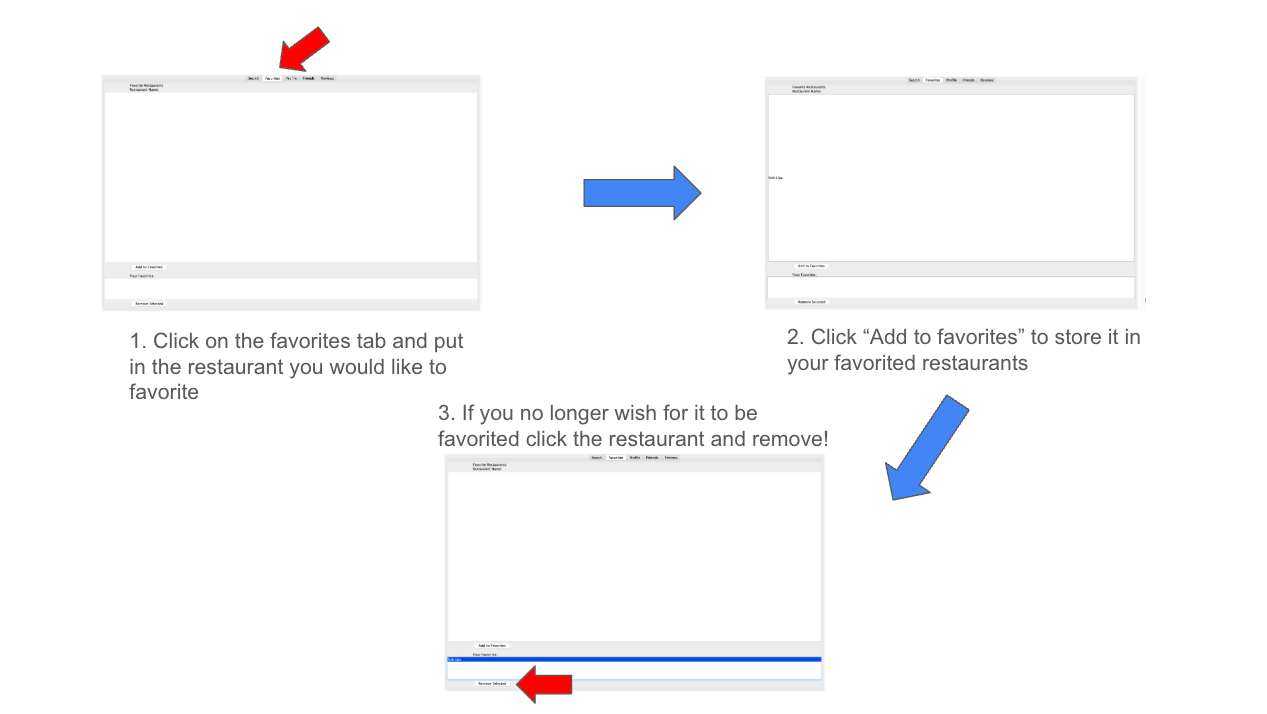 Search Favorites Profile Friends Reviews
Favorite Restaurants
Restaurant Name:
Add to Favorites
Your Favorites:
Remove Selected
1. Click on the favorites tab and put
in the restaurant you would like to
favorite
Search Favorites Profile Friends Reviews
Favorite Restaurants
Restaurant Name:
Add to Favorites
Your Favorites:
Remove Selected
2. Click “Add to favorites” to store it in
your favorited restaurants
3. If you no longer wish for it to be
favorited click the restaurant and remove!
Search Favorites Profile Friends Reviews
Favorite Restaurants
Restaurant Name:
Add to Favorites
Your Favorites:
Remove Selected